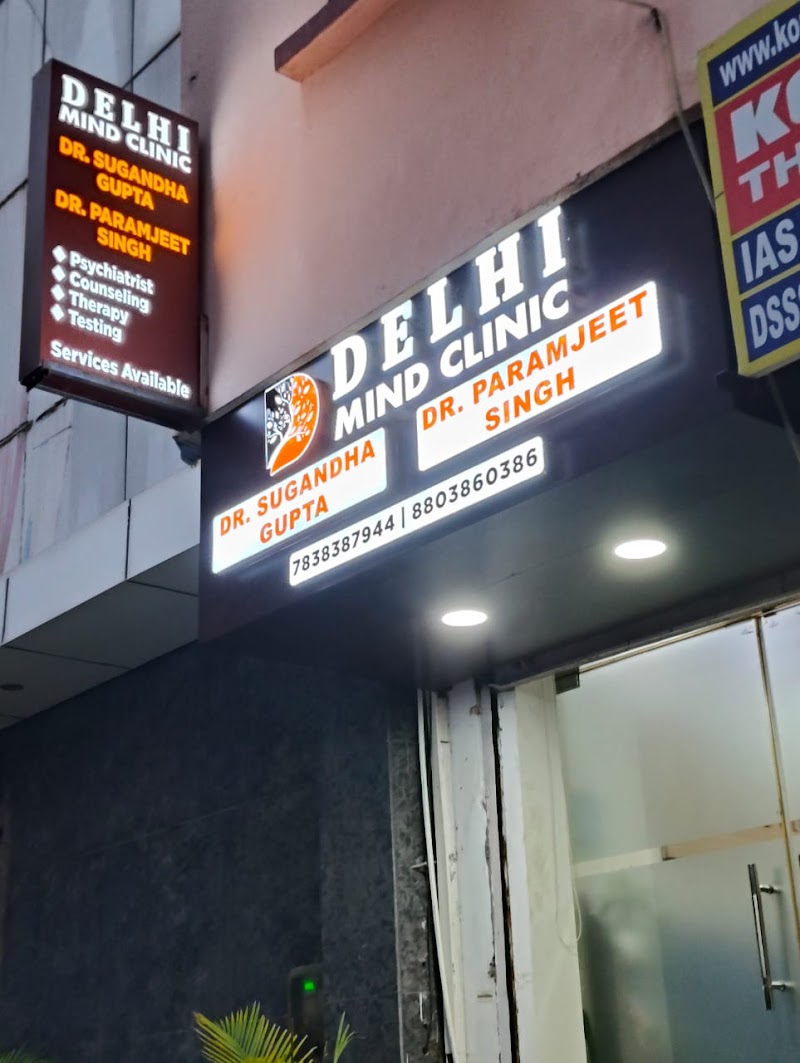 DELHI
MIND CLINIC
DR. SUGANDHA
GUPTA
DR. PARAMJEET
SINGH
Psychiatrist
Counseling
Therapy
Testing
Services Available
DELHI
MIND CLINIC
DR. SUGANDHA
GUPTA
DR. PARAMJEET
SINGH
7838387944 | 8803860386
IAS